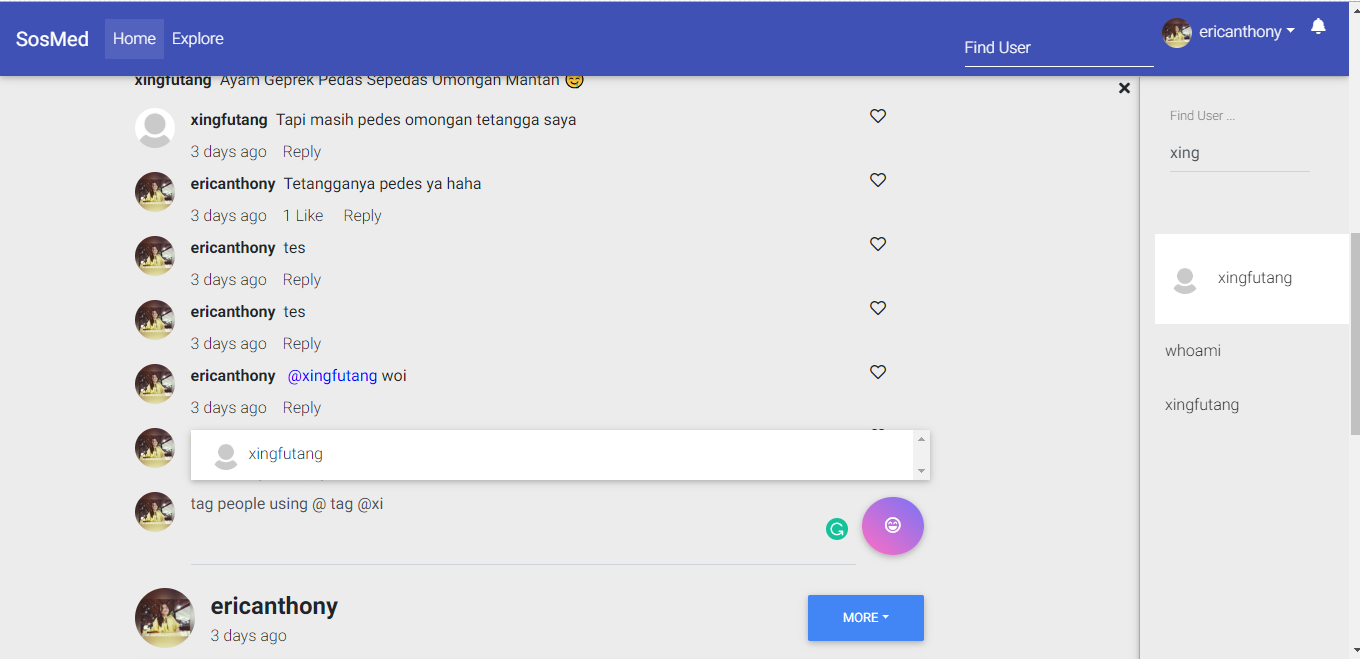 SosMed Home Explore Find User ericanthony
xingfutang Ayam Geprek Pedas Sepedas Omongan Mantan 😊
xingfutang Tapi masih pedes omongan tetangga saya
3 days ago Reply
ericanthony Tetangganya pedes ya haha
3 days ago 1 Like Reply
ericanthony tes
3 days ago Reply
ericanthony tes
3 days ago Reply
ericanthony @xingfutang woi
3 days ago Reply
xingfutang
tag people using @ tag @xi
ericanthony
3 days ago
MORE
Find User ...
xing
xingfutang
whoami
xingfutang